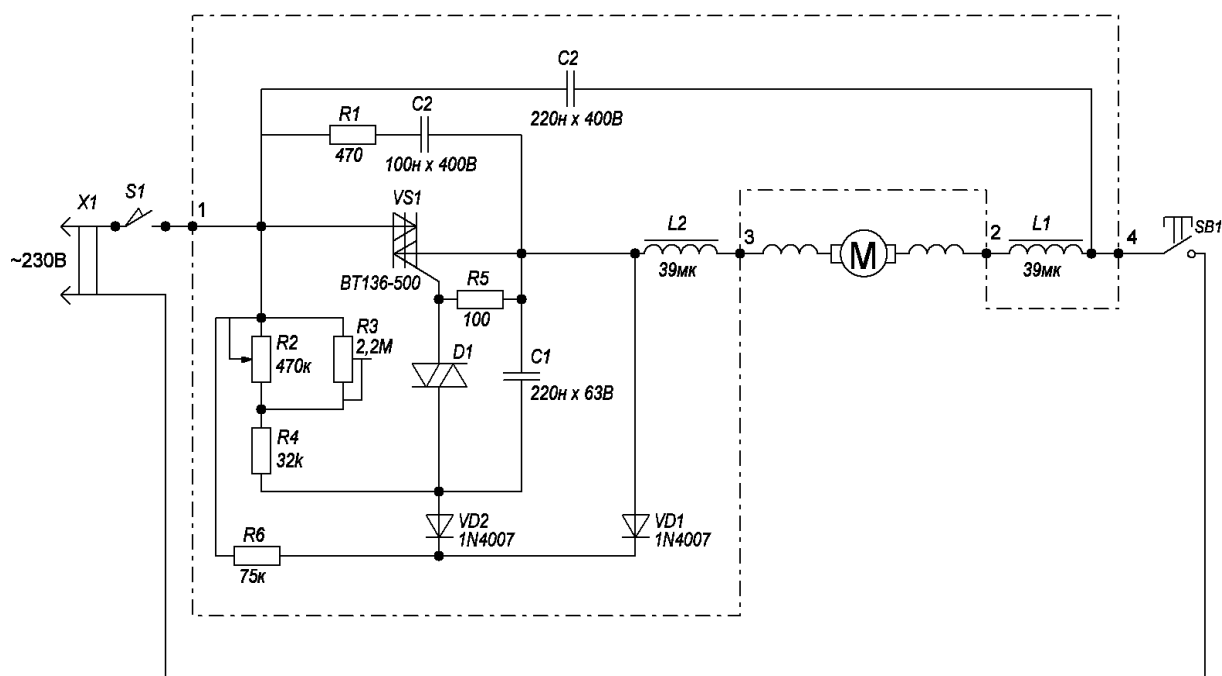 C2
220н x 400В
R1
C2
470
100н x 400В
X1
S1
1
VS1
~230В
BT136-500
L2
39мк
3
M
2
L1
39мк
4
SB1
R5
100
R2
470к
R3
2,2М
D1
C1
220н x 63В
R4
32k
VD2
1N4007
VD1
1N4007
R6
75к